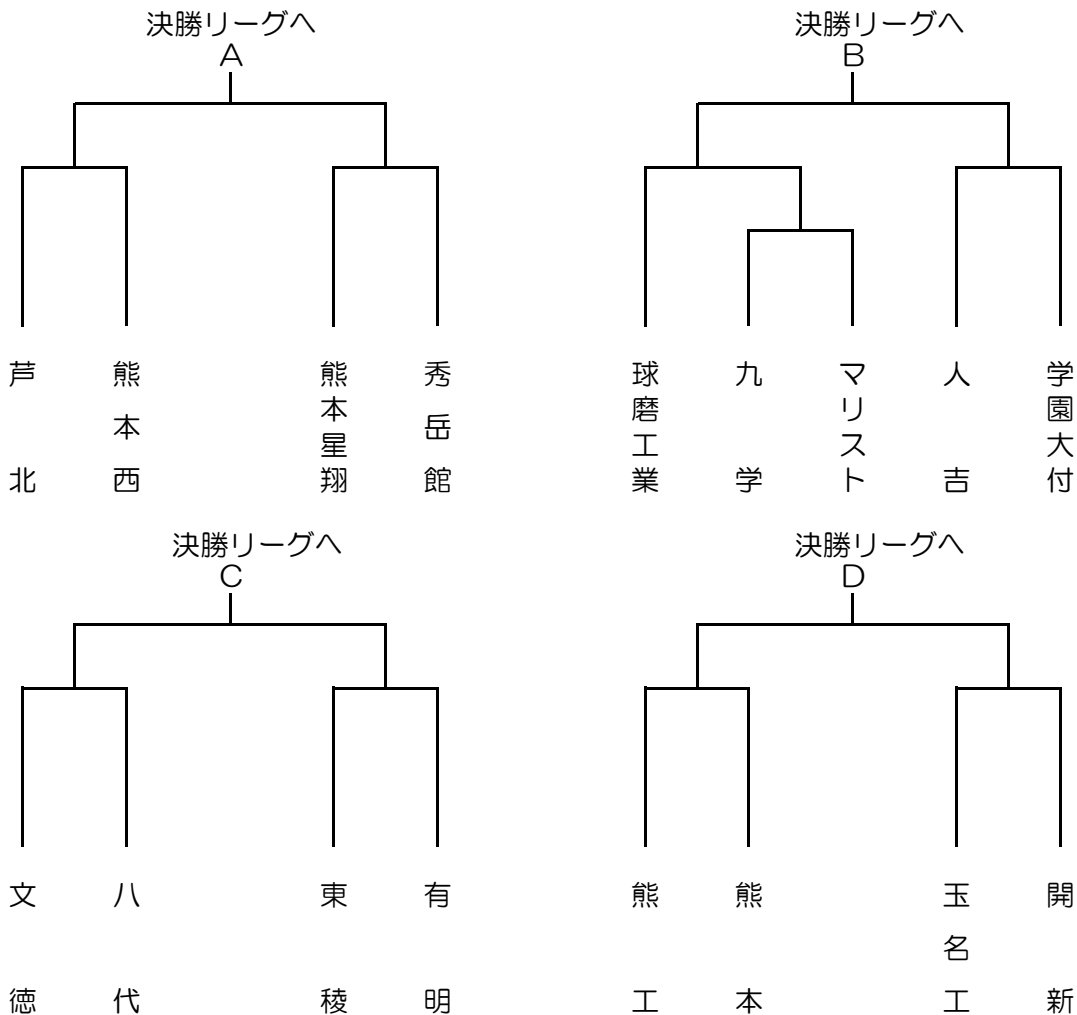 決勝リーグへ
A
決勝リーグへ
B
芦北
熊本西
熊本星翔
秀岳館
球磨工業
九学
マリスト
人吉
学園大付
決勝リーグへ
C
決勝リーグへ
D
文徳
八代
東稜
有明
熊工
熊本
玉名工
開新